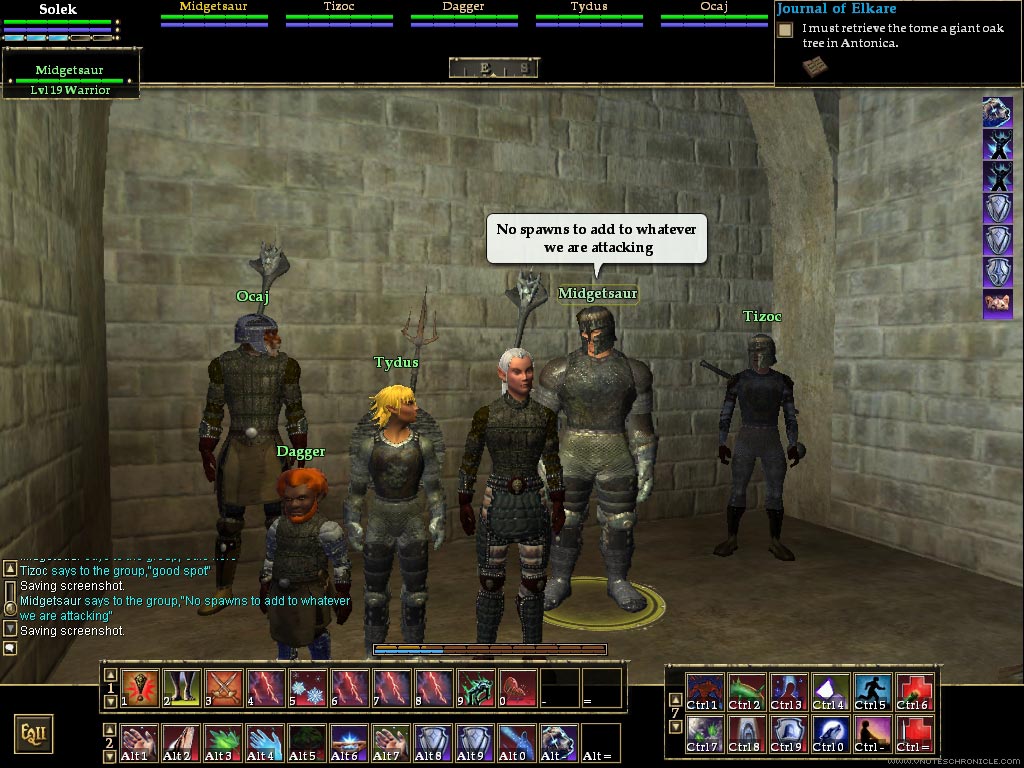 Solek
Midgetsaur
Tizoc
Dagger
Tydus
Ocaj
Journal of Elkare
I must retrieve the tome a giant oak
tree in Antonica.
Midgetsaur
Lvl 19 Warrior
E S
No spawns to add to whatever
we are attacking
Midgetsaur
Ocaj
Tizoc
Tydus
Dagger
Tizoc says to the group,"good spot"
Saving screenshot.
Midgetsaur says to the group,"No spawns to add to whatever
we are attacking"
Saving screenshot.
1
1 2 3 4 5 6 7 8 9 0 - =
2
Alt1 Alt2 Alt3 Alt4 Alt5 Alt6 Alt7 Alt8 Alt9 Alt0 Alt- Alt=
7
Ctrl1 Ctrl2 Ctrl3 Ctrl4 Ctrl5 Ctrl6
Ctrl7 Ctrl8 Ctrl9 Ctrl0 Ctrl- Ctrl=
EQII
WWW.VNOTESCHRONICLE.COM